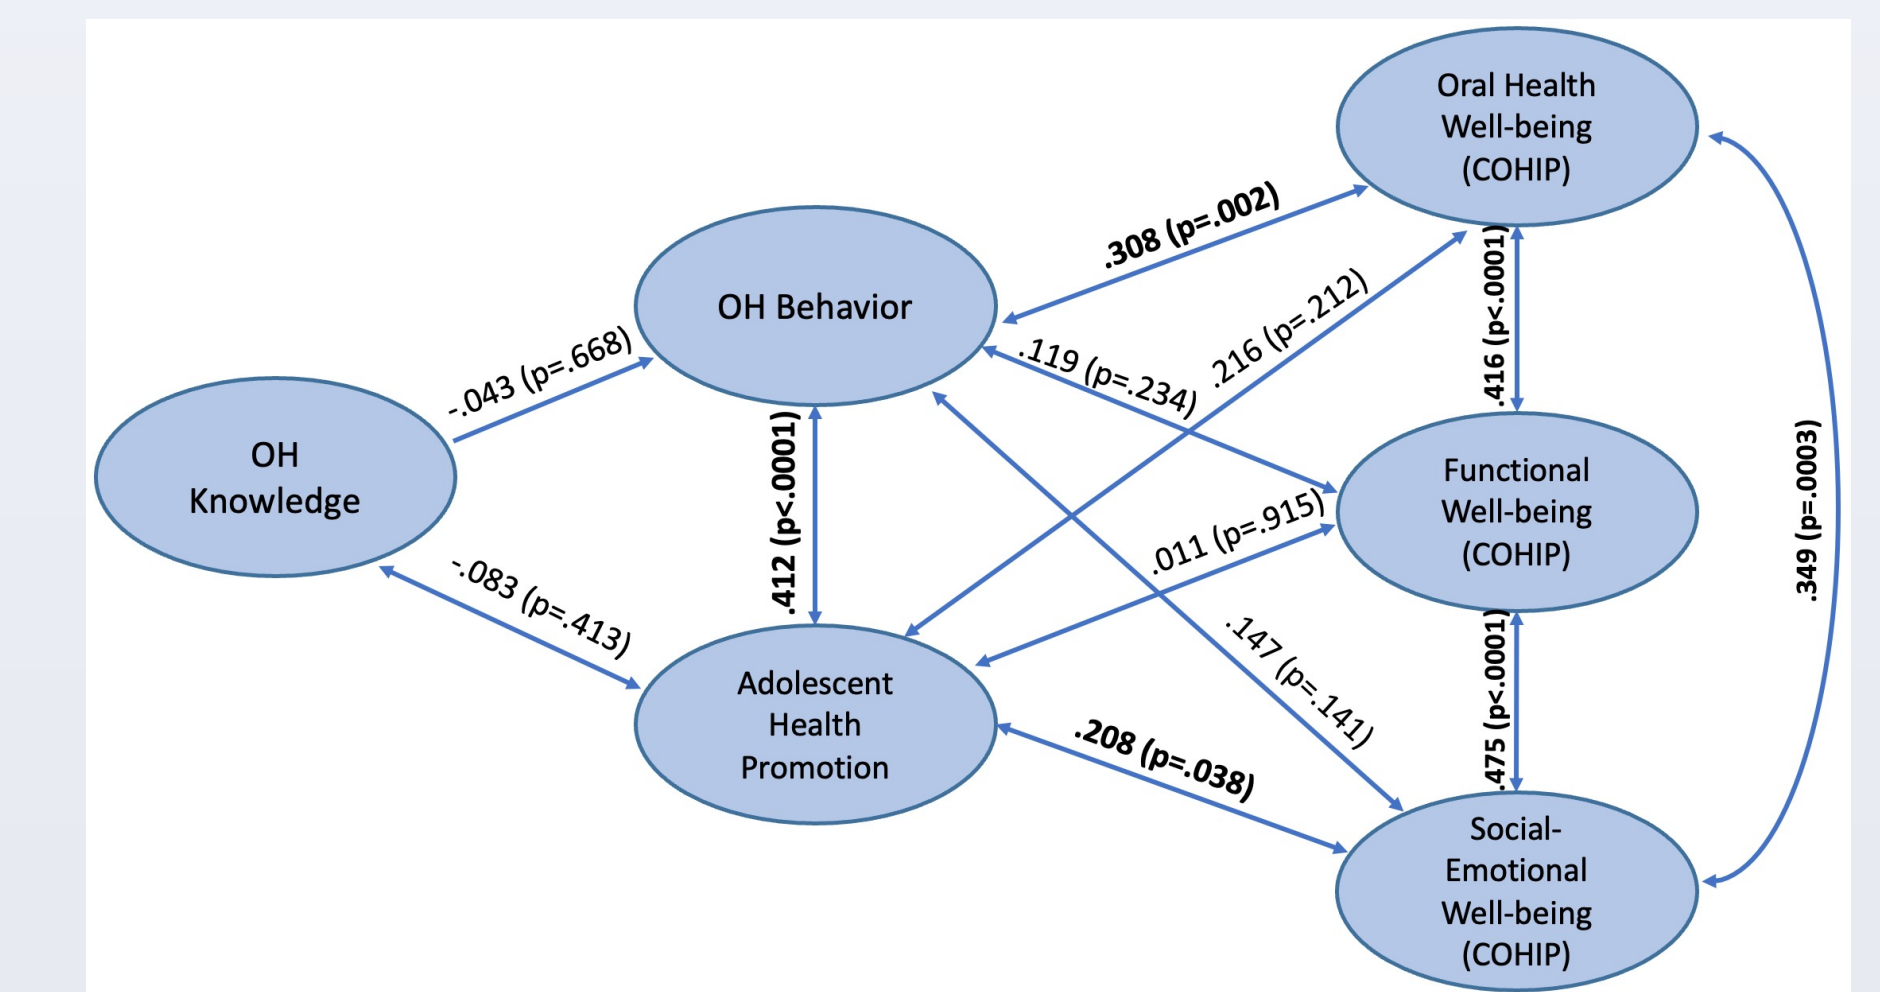 Oral Health
Well-being
(COHIP)
.308 (p=.002)
OH Behavior
.216 (p=.212)
.416 (p<.0001)
-.043 (p=.668)
.119 (p=.234)
OH
Knowledge
.412 (p<.0001)
Functional
Well-being
(COHIP)
.349 (p=.0003)
.011 (p=.915)
-.083 (p=.413)
.147 (p=.141)
Adolescent
Health
Promotion
.208 (p=.038)
.475 (p<.0001)
Social-
Emotional
Well-being
(COHIP)